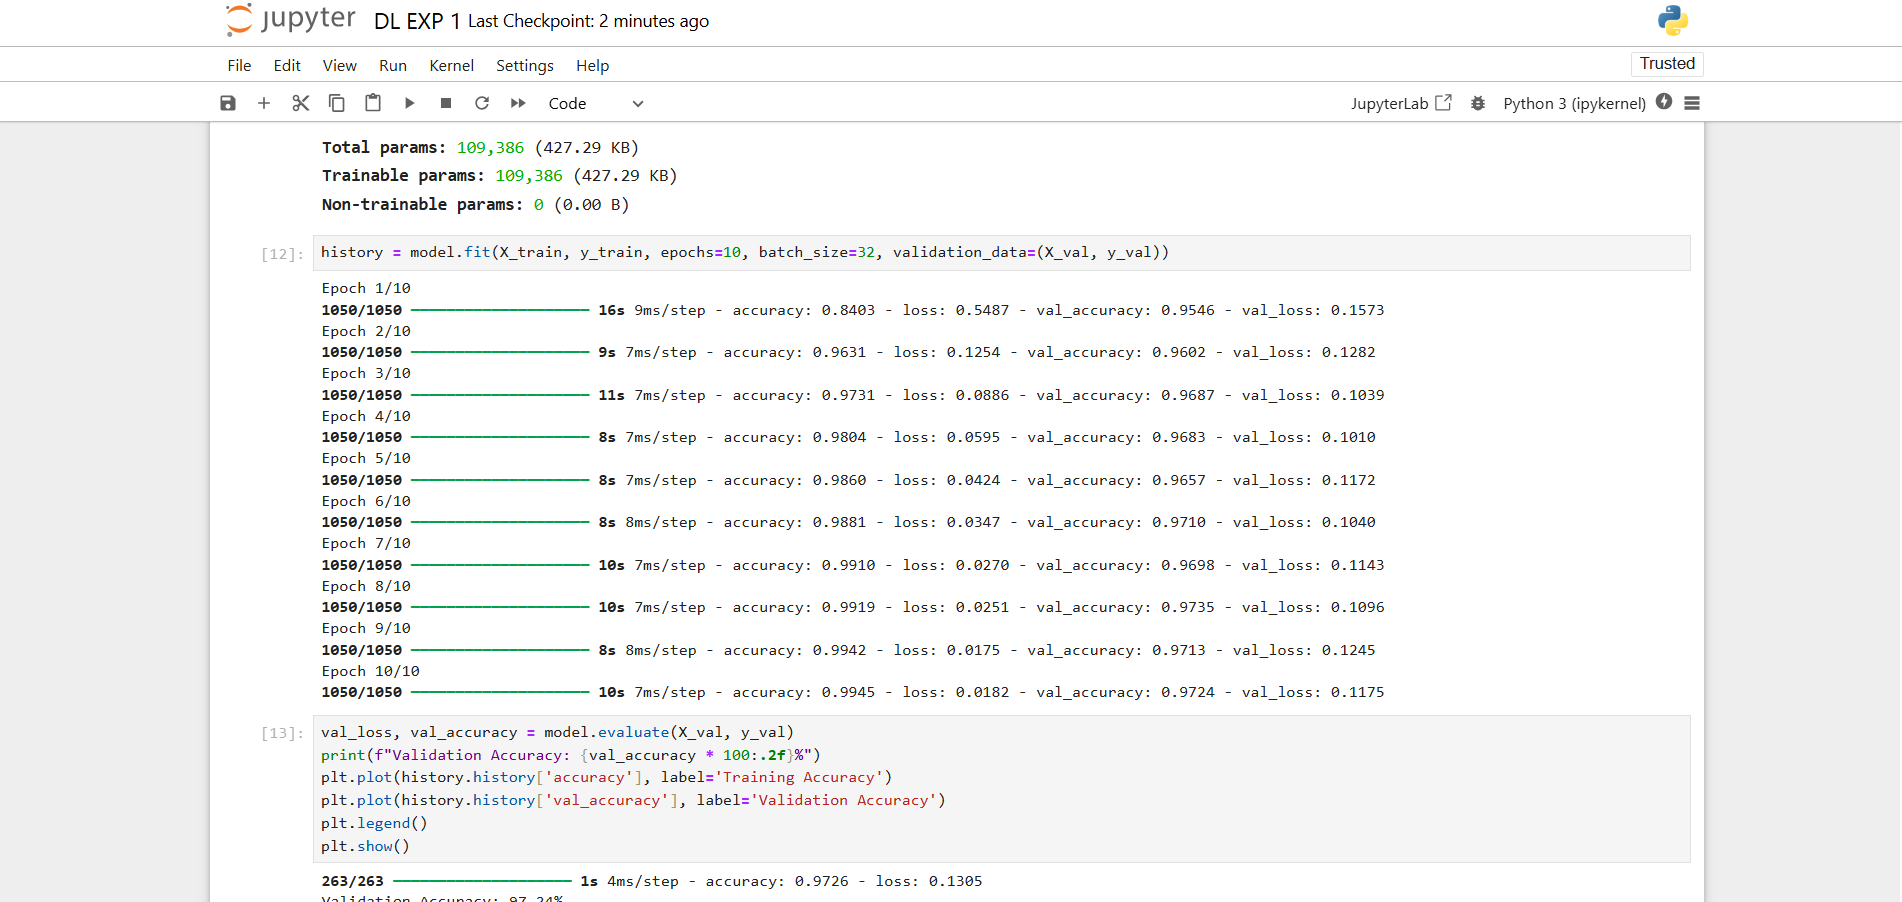 jupyter DL EXP 1 Last Checkpoint: 2 minutes ago
File Edit View Run Kernel Settings Help Trusted
Code JupyterLab Python 3 (ipykernel)
Total params: 109,386 (427.29 KB)
Trainable params: 109,386 (427.29 KB)
Non-trainable params: 0 (0.00 B)
[12]: history = model.fit(X_train, y_train, epochs=10, batch_size=32, validation_data=(X_val, y_val))
Epoch 1/10
1050/1050 16s 9ms/step - accuracy: 0.8403 - loss: 0.5487 - val_accuracy: 0.9546 - val_loss: 0.1573
Epoch 2/10
1050/1050 9s 7ms/step - accuracy: 0.9631 - loss: 0.1254 - val_accuracy: 0.9602 - val_loss: 0.1282
Epoch 3/10
1050/1050 11s 7ms/step - accuracy: 0.9731 - loss: 0.0886 - val_accuracy: 0.9687 - val_loss: 0.1039
Epoch 4/10
1050/1050 8s 7ms/step - accuracy: 0.9804 - loss: 0.0595 - val_accuracy: 0.9683 - val_loss: 0.1010
Epoch 5/10
1050/1050 8s 7ms/step - accuracy: 0.9860 - loss: 0.0424 - val_accuracy: 0.9657 - val_loss: 0.1172
Epoch 6/10
1050/1050 8s 8ms/step - accuracy: 0.9881 - loss: 0.0347 - val_accuracy: 0.9710 - val_loss: 0.1040
Epoch 7/10
1050/1050 10s 7ms/step - accuracy: 0.9910 - loss: 0.0270 - val_accuracy: 0.9698 - val_loss: 0.1143
Epoch 8/10
1050/1050 10s 7ms/step - accuracy: 0.9919 - loss: 0.0251 - val_accuracy: 0.9735 - val_loss: 0.1096
Epoch 9/10
1050/1050 8s 8ms/step - accuracy: 0.9942 - loss: 0.0175 - val_accuracy: 0.9713 - val_loss: 0.1245
Epoch 10/10
1050/1050 10s 7ms/step - accuracy: 0.9945 - loss: 0.0182 - val_accuracy: 0.9724 - val_loss: 0.1175
[13]: val_loss, val_accuracy = model.evaluate(X_val, y_val)
print(f"Validation Accuracy: {val_accuracy * 100:.2f}%")
plt.plot(history.history['accuracy'], label='Training Accuracy')
plt.plot(history.history['val_accuracy'], label='Validation Accuracy')
plt.legend()
plt.show()
263/263 1s 4ms/step - accuracy: 0.9726 - loss: 0.1305
Validation Accuracy: 97.24%